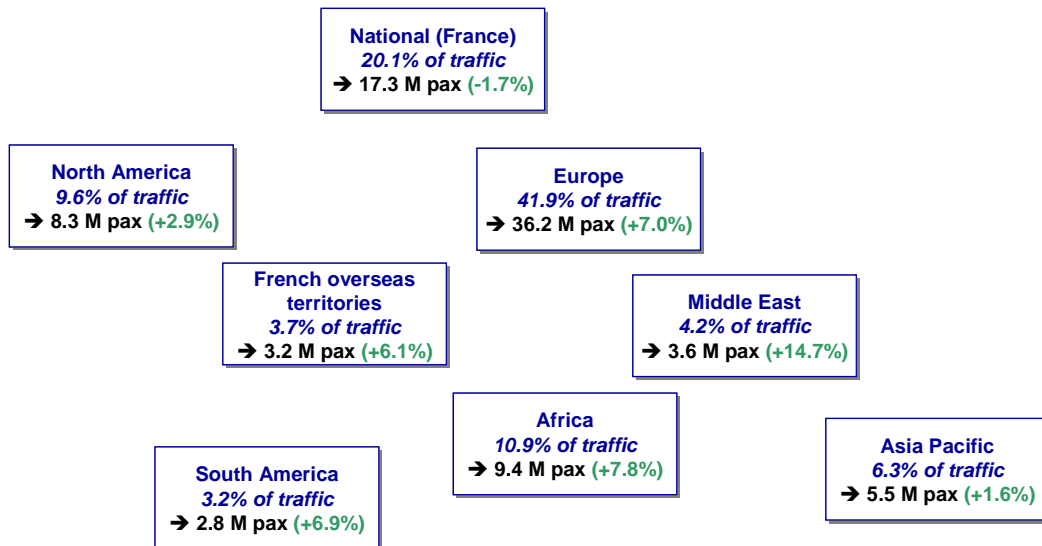 National (France)
20.1% of traffic
➔ 17.3 M pax (-1.7%)
North America
9.6% of traffic
➔ 8.3 M pax (+2.9%)
Europe
41.9% of traffic
➔ 36.2 M pax (+7.0%)
French overseas
territories
3.7% of traffic
➔ 3.2 M pax (+6.1%)
Middle East
4.2% of traffic
➔ 3.6 M pax (+14.7%)
Africa
10.9% of traffic
➔ 9.4 M pax (+7.8%)
Asia Pacific
6.3% of traffic
➔ 5.5 M pax (+1.6%)
South America
3.2% of traffic
➔ 2.8 M pax (+6.9%)